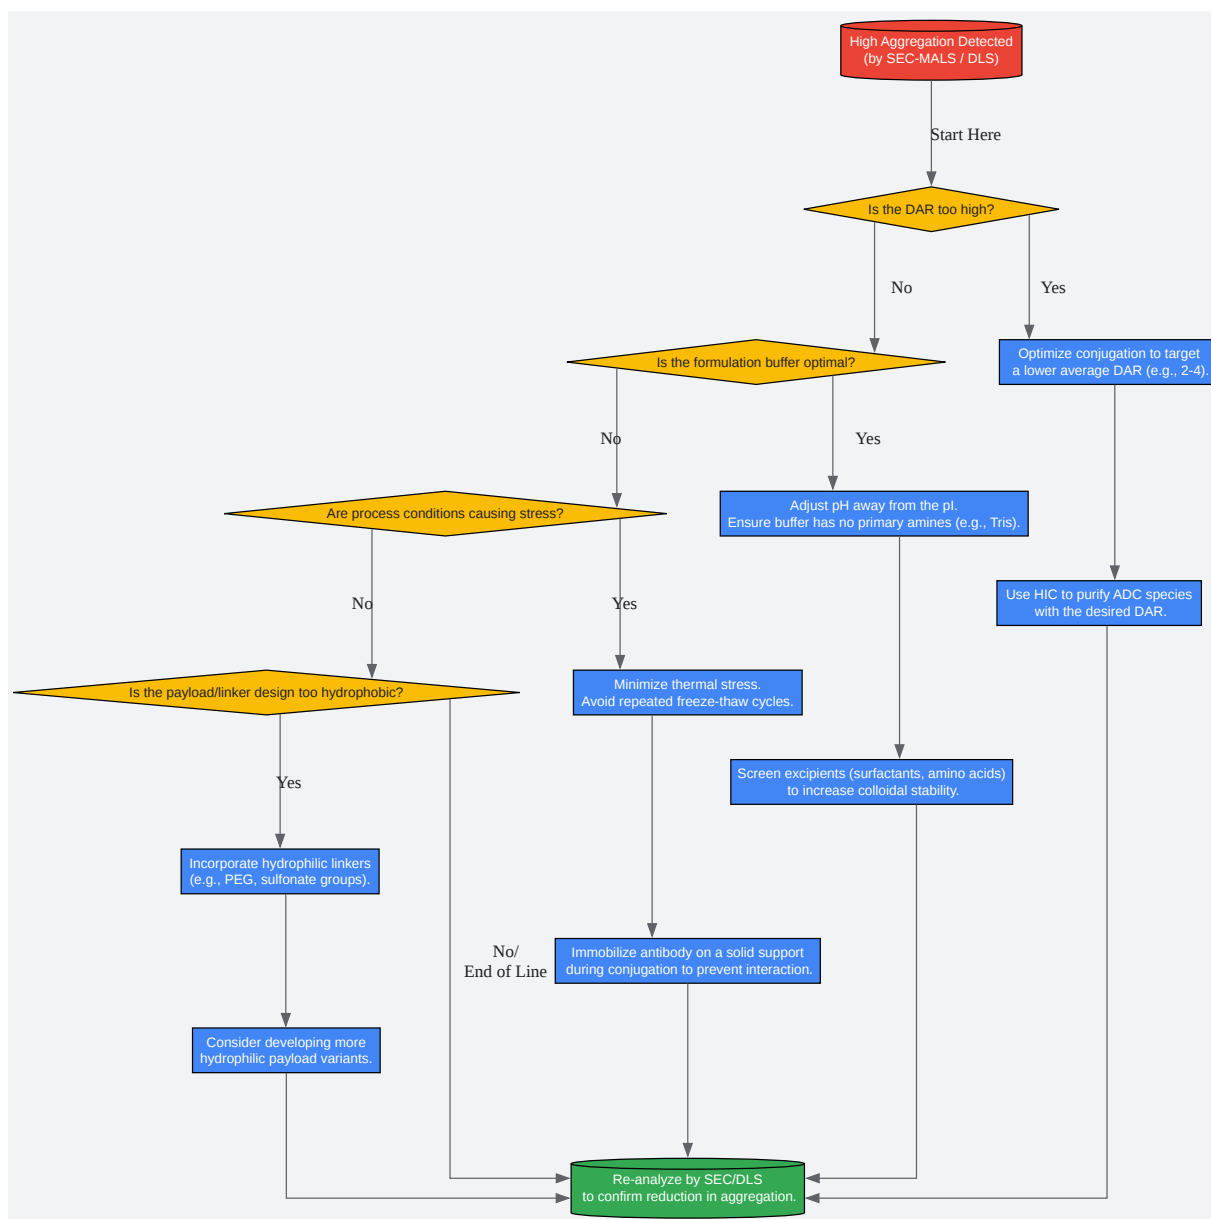 High Aggregation Detected
(by SEC-MALS / DLS)
Start Here
Is the DAR too high?
No
Yes
Is the formulation buffer optimal?
Optimize conjugation to target
a lower average DAR (e.g., 2-4).
No
Yes
Are process conditions causing stress?
Adjust pH away from the pI.
Ensure buffer has no primary amines (e.g., Tris).
No
Yes
Use HIC to purify ADC species
with the desired DAR.
Is the payload/linker design too hydrophobic?
Minimize thermal stress.
Avoid repeated freeze-thaw cycles.
Yes
Screen excipients (surfactants, amino acids)
to increase colloidal stability.
Incorporate hydrophilic linkers
(e.g., PEG, sulfonate groups).
No/
End of Line
Immobilize antibody on a solid support
during conjugation to prevent interaction.
Consider developing more
hydrophilic payload variants.
Re-analyze by SEC/DLS
to confirm reduction in aggregation.